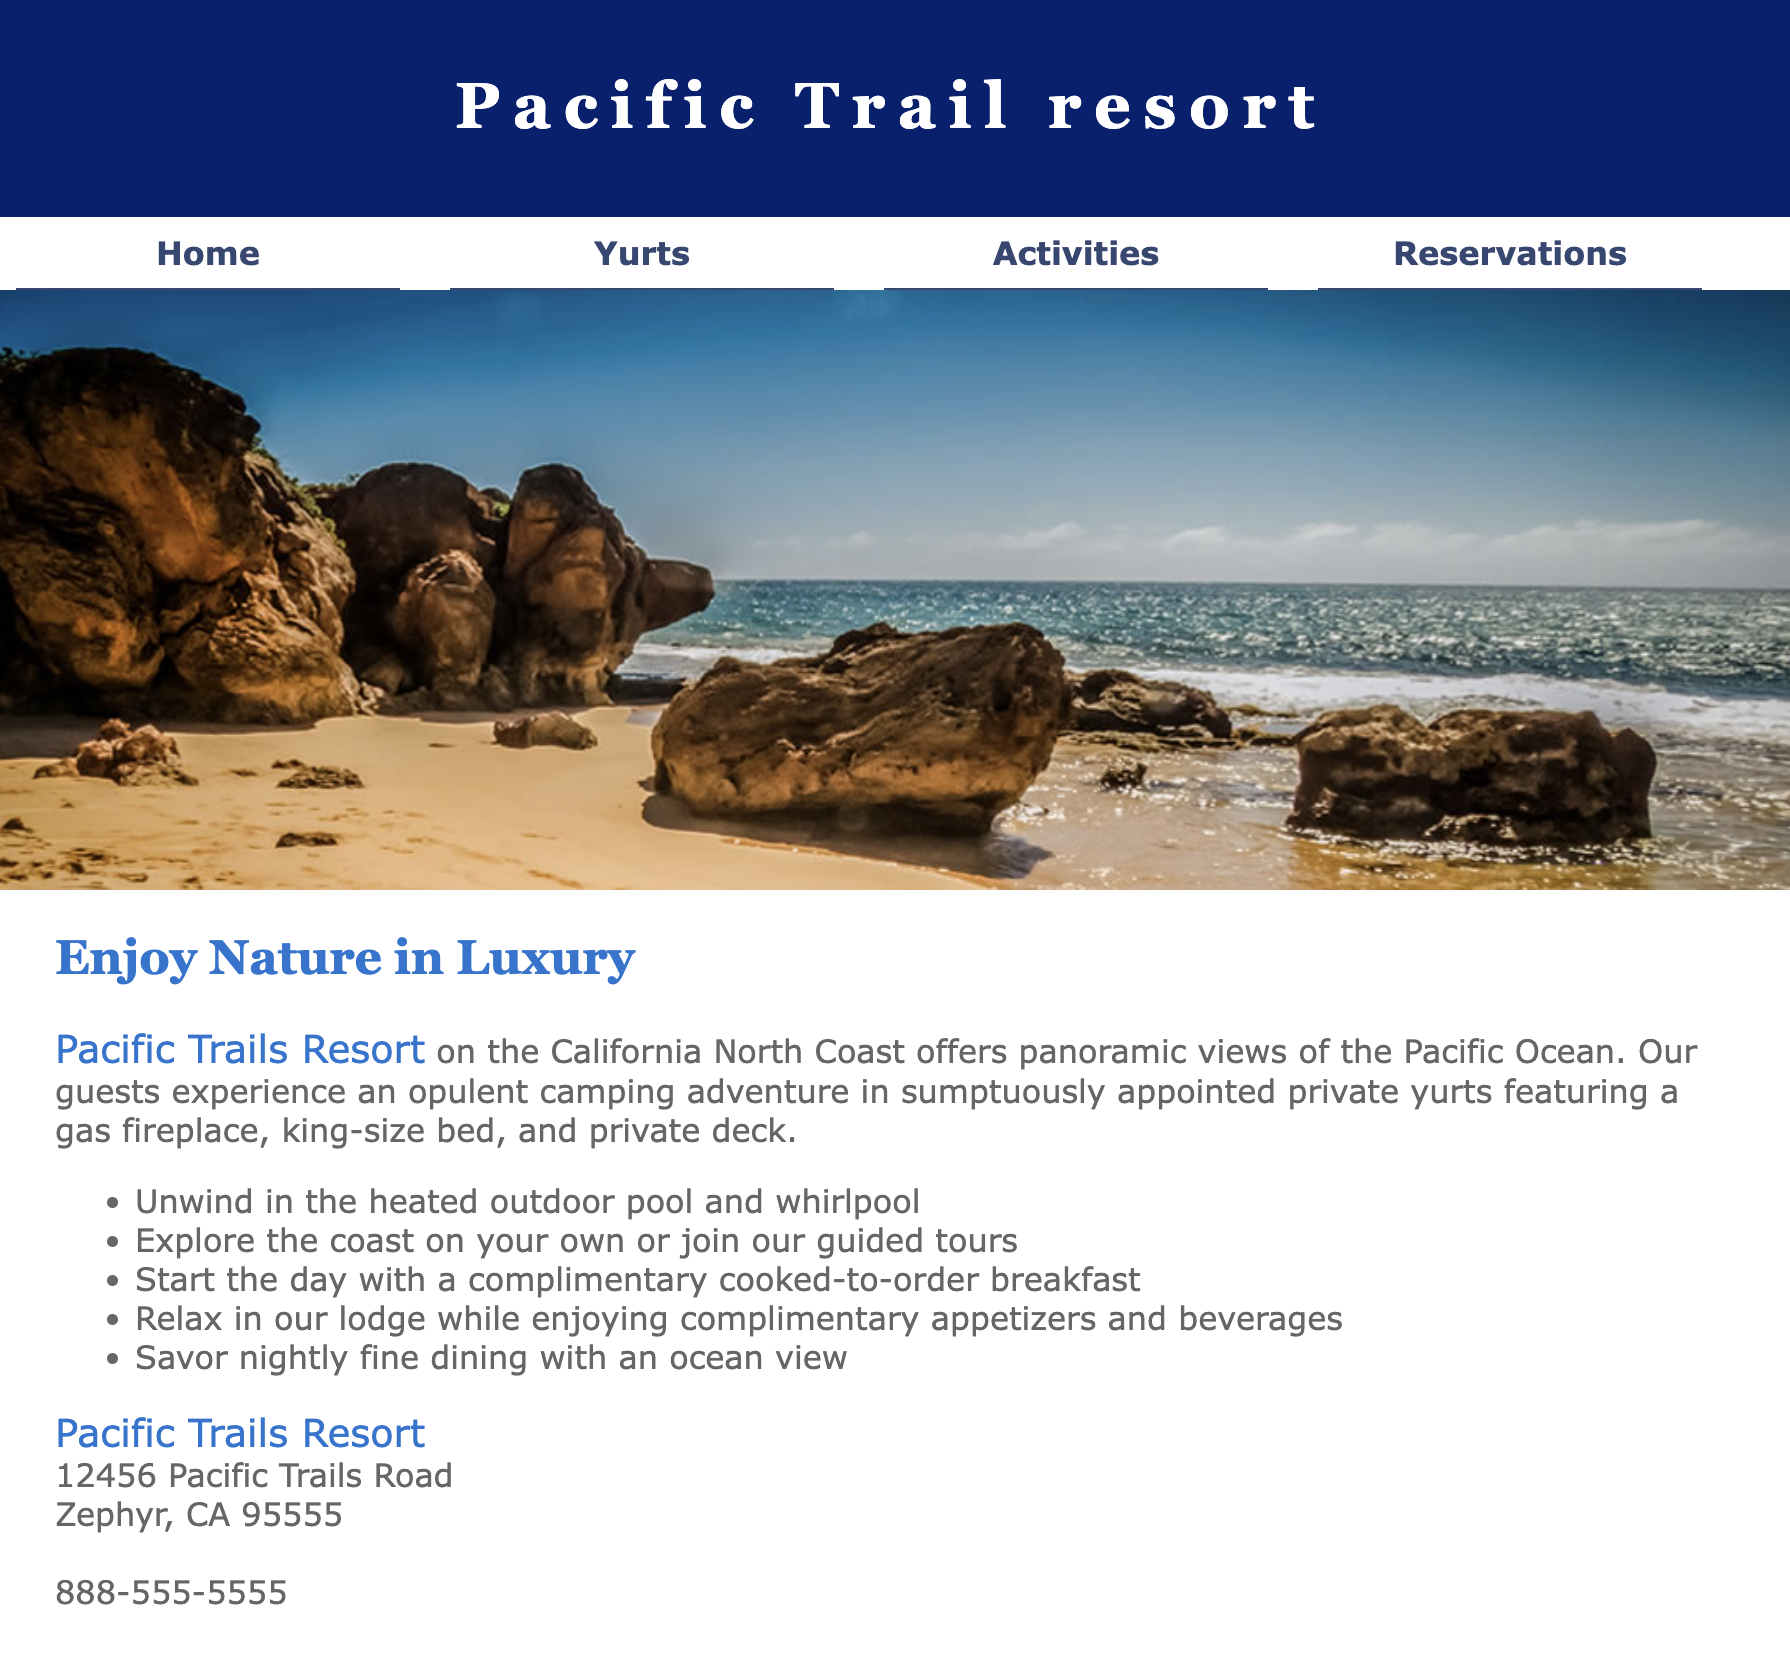 Pacific Trail resort
Home Yurts Activities Reservations
Enjoy Nature in Luxury
Pacific Trails Resort on the California North Coast offers panoramic views of the Pacific Ocean. Our
guests experience an opulent camping adventure in sumptuously appointed private yurts featuring a
gas fireplace, king-size bed, and private deck.
• Unwind in the heated outdoor pool and whirlpool
• Explore the coast on your own or join our guided tours
• Start the day with a complimentary cooked-to-order breakfast
• Relax in our lodge while enjoying complimentary appetizers and beverages
• Savor nightly fine dining with an ocean view
Pacific Trails Resort
12456 Pacific Trails Road
Zephyr, CA 95555
888-555-5555